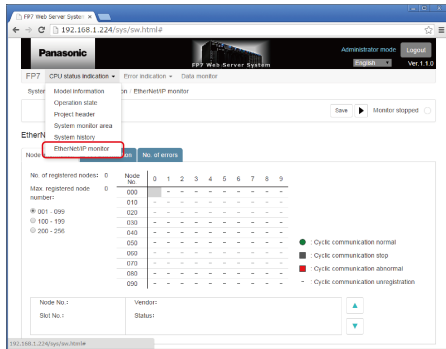 FP7 Web Server System ×
192.168.1.224/sys/sw.html#
Panasonic
FP7 Web Server System
Administrator mode Logout
English Ver.1.1.0
FP7 CPU status indication Error indication Data monitor
System
Model information
on : EtherNet/IP monitor
Operation state
Project header
Save Monitor stopped
System monitor area
System history
EtherN
EtherNet/IP monitor
Node
on
No. of errors
No. of registered nodes: 0
Node No. 0 1 2 3 4 5 6 7 8 9
Max. registered node number: 0
000 - - - - - - - - -
010 - - - - - - - - - -
001 - 099
020 - - - - - - - - - -
100 - 199
030 - - - - - - - - - -
200 - 256
040 - - - - - - - - - -
050 - - - - - - - - - -
: Cyclic communication normal
060 - - - - - - - - - -
: Cyclic communication stop
070 - - - - - - - - - -
: Cyclic communication abnormal
080 - - - - - - - - - -
- : Cyclic communication unregistration
090 - - - - - - - - - -
Node No.: Vendor:
Slot No.: Status:
192.168.1.224/sys/sw.html#